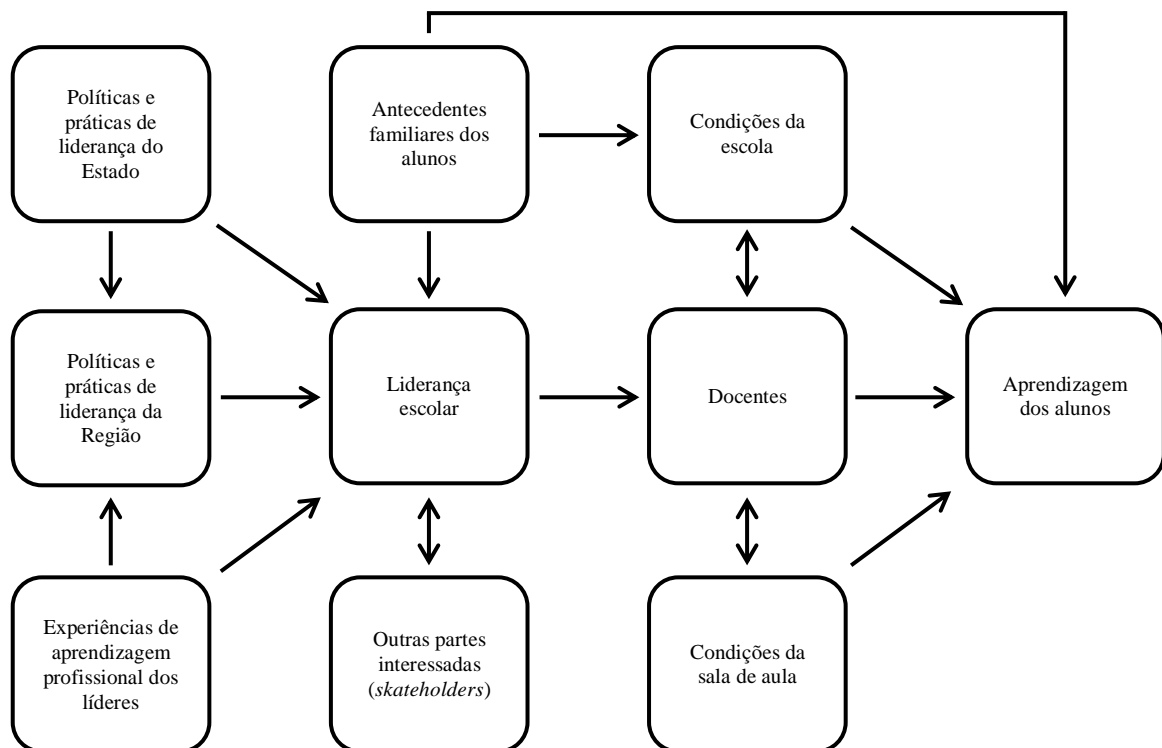 Políticas e
práticas de
liderança do
Estado
Antecedentes
familiares dos
alunos
Condições da
escola
Políticas e
práticas de
liderança da
Região
Liderança
escolar
Docentes
Aprendizagem
dos alunos
Experiências de
aprendizagem
profissional dos
líderes
Outras partes
interessadas
(skateholders)
Condições da
sala de aula